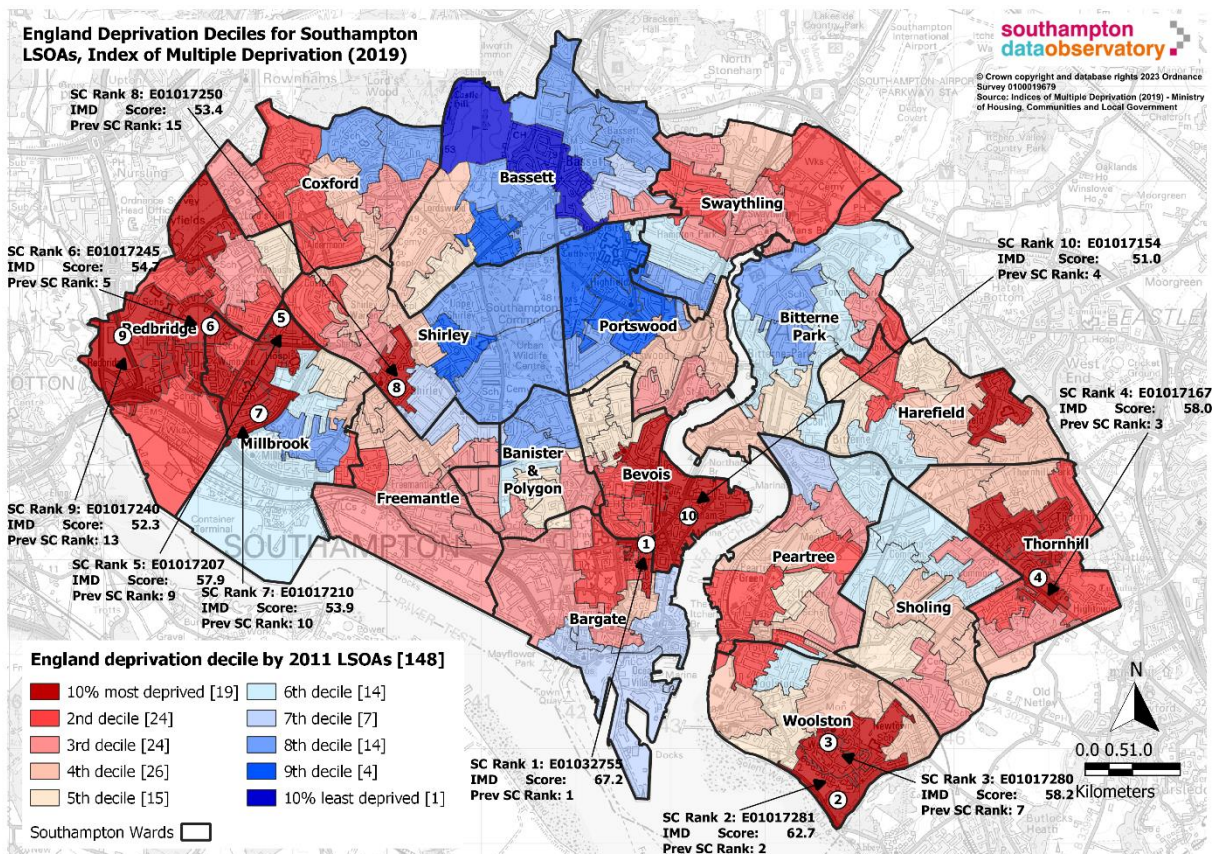 England Deprivation Deciles for Southampton
LSOAs, Index of Multiple Deprivation (2019)
southampton
dataobservatory
© Crown copyright and database rights 2023 Ordnance
Survey 0100019679
Source: Indices of Multiple Deprivation (2019) - Ministry
of Housing, Communities and Local Government
SC Rank 8: E01017250
IMD Score: 53.4
Prev SC Rank: 15
SC Rank 6: E01017245
IMD Score: 54.7
Prev SC Rank: 5
SC Rank 10: E01017154
IMD Score: 51.0
Prev SC Rank: 4
SC Rank 4: E01017167
IMD Score: 58.0
Prev SC Rank: 3
SC Rank 9: E01017240
IMD Score: 52.3
Prev SC Rank: 13
SC Rank 5: E01017207
IMD Score: 57.9
Prev SC Rank: 9
SC Rank 7: E01017210
IMD Score: 53.9
Prev SC Rank: 10
SC Rank 1: E01032755
IMD Score: 67.2
Prev SC Rank: 1
SC Rank 2: E01017281
IMD Score: 62.7
Prev SC Rank: 2
SC Rank 3: E01017280
IMD Score: 58.2
Prev SC Rank: 7
Coxford
Bassett
Swaythling
Redbridge
Shirley
Portswood
Bitterne
Park
Harefield
Millbrook
Freemantle
Banister
&
Polygon
Bevois
Bargate
Peartree
Sholing
Thornhill
Woolston
SOUTHAMPTON
9
6
5
8
7
10
1
4
3
2
England deprivation decile by 2011 LSOAs [148]
10% most deprived [19]
2nd decile [24]
3rd decile [24]
4th decile [26]
5th decile [15]
6th decile [14]
7th decile [7]
8th decile [14]
9th decile [4]
10% least deprived [1]
Southampton Wards
N
0.0 0.51.0
Kilometers